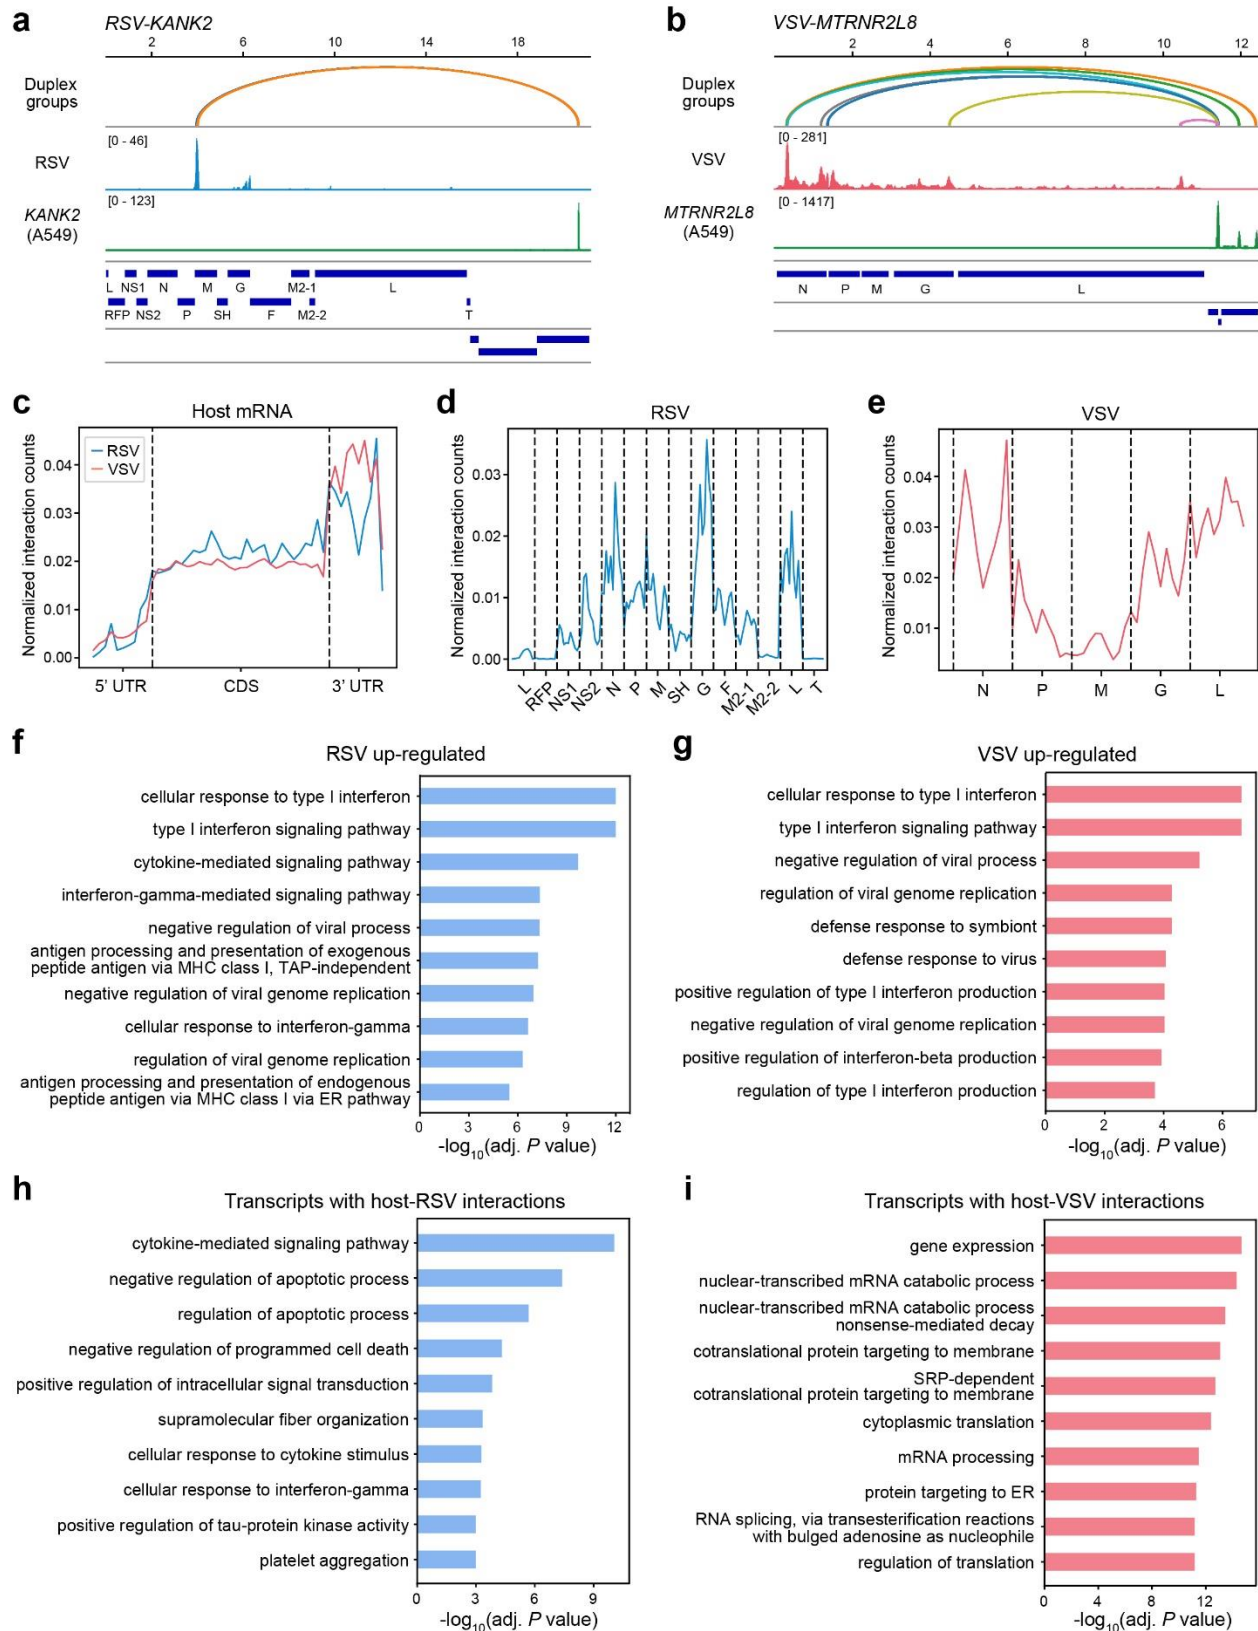 a
RSV-KANK2
2 6 10 14 18
Duplex
groups
[0 - 46]
RSV
[0 - 123]
KANK2
(A549)
L NS1 N M G M2-1 L
RFP NS2 P SH F M2-2 T
b
VSV-MTRNR2L8
2 4 6 8 10 12
Duplex
groups
[0 - 281]
VSV
[0 - 1417]
MTRNR2L8
(A549)
N P M G L
c
Host mRNA
RSV
VSV
Normalized interaction counts
0.04
0.03
0.02
0.01
0.00
5' UTR CDS 3' UTR
d
RSV
Normalized interaction counts
0.03
0.02
0.01
0.00
L RFP NS1 NS2 N P M SH G F M2-1 M2-2 L T
e
VSV
Normalized interaction counts
0.04
0.03
0.02
0.01
N P M G L
f
RSV up-regulated
cellular response to type I interferon
type I interferon signaling pathway
cytokine-mediated signaling pathway
interferon-gamma-mediated signaling pathway
negative regulation of viral process
antigen processing and presentation of exogenous
peptide antigen via MHC class I, TAP-independent
negative regulation of viral genome replication
cellular response to interferon-gamma
regulation of viral genome replication
antigen processing and presentation of endogenous
peptide antigen via MHC class I via ER pathway
0 3 6 9 12
-log10(adj. P value)
g
VSV up-regulated
cellular response to type I interferon
type I interferon signaling pathway
negative regulation of viral process
regulation of viral genome replication
defense response to symbiont
defense response to virus
positive regulation of type I interferon production
negative regulation of viral genome replication
positive regulation of interferon-beta production
regulation of type I interferon production
0 2 4 6
-log10(adj. P value)
h
Transcripts with host-RSV interactions
cytokine-mediated signaling pathway
negative regulation of apoptotic process
regulation of apoptotic process
negative regulation of programmed cell death
positive regulation of intracellular signal transduction
supramolecular fiber organization
cellular response to cytokine stimulus
cellular response to interferon-gamma
positive regulation of tau-protein kinase activity
platelet aggregation
0 3 6 9
-log10(adj. P value)
i
Transcripts with host-VSV interactions
gene expression
nuclear-transcribed mRNA catabolic process
nuclear-transcribed mRNA catabolic process
nonsense-mediated decay
cotranslational protein targeting to membrane
SRP-dependent
cotranslational protein targeting to membrane
cytoplasmic translation
mRNA processing
protein targeting to ER
RNA splicing, via transesterification reactions
with bulged adenosine as nucleophile
regulation of translation
0 4 8 12
-log10(adj. P value)